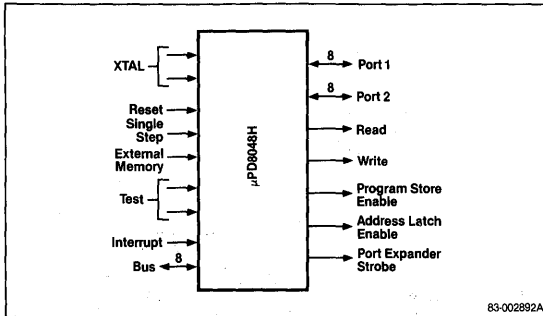 XTAL
Reset
Single
Step
External
Memory
Test
Interrupt
Bus
8
μPD8048H
8
Port 1
8
Port 2
Read
Write
Program Store
Enable
Address Latch
Enable
Port Expander
Strobe
83-002892A